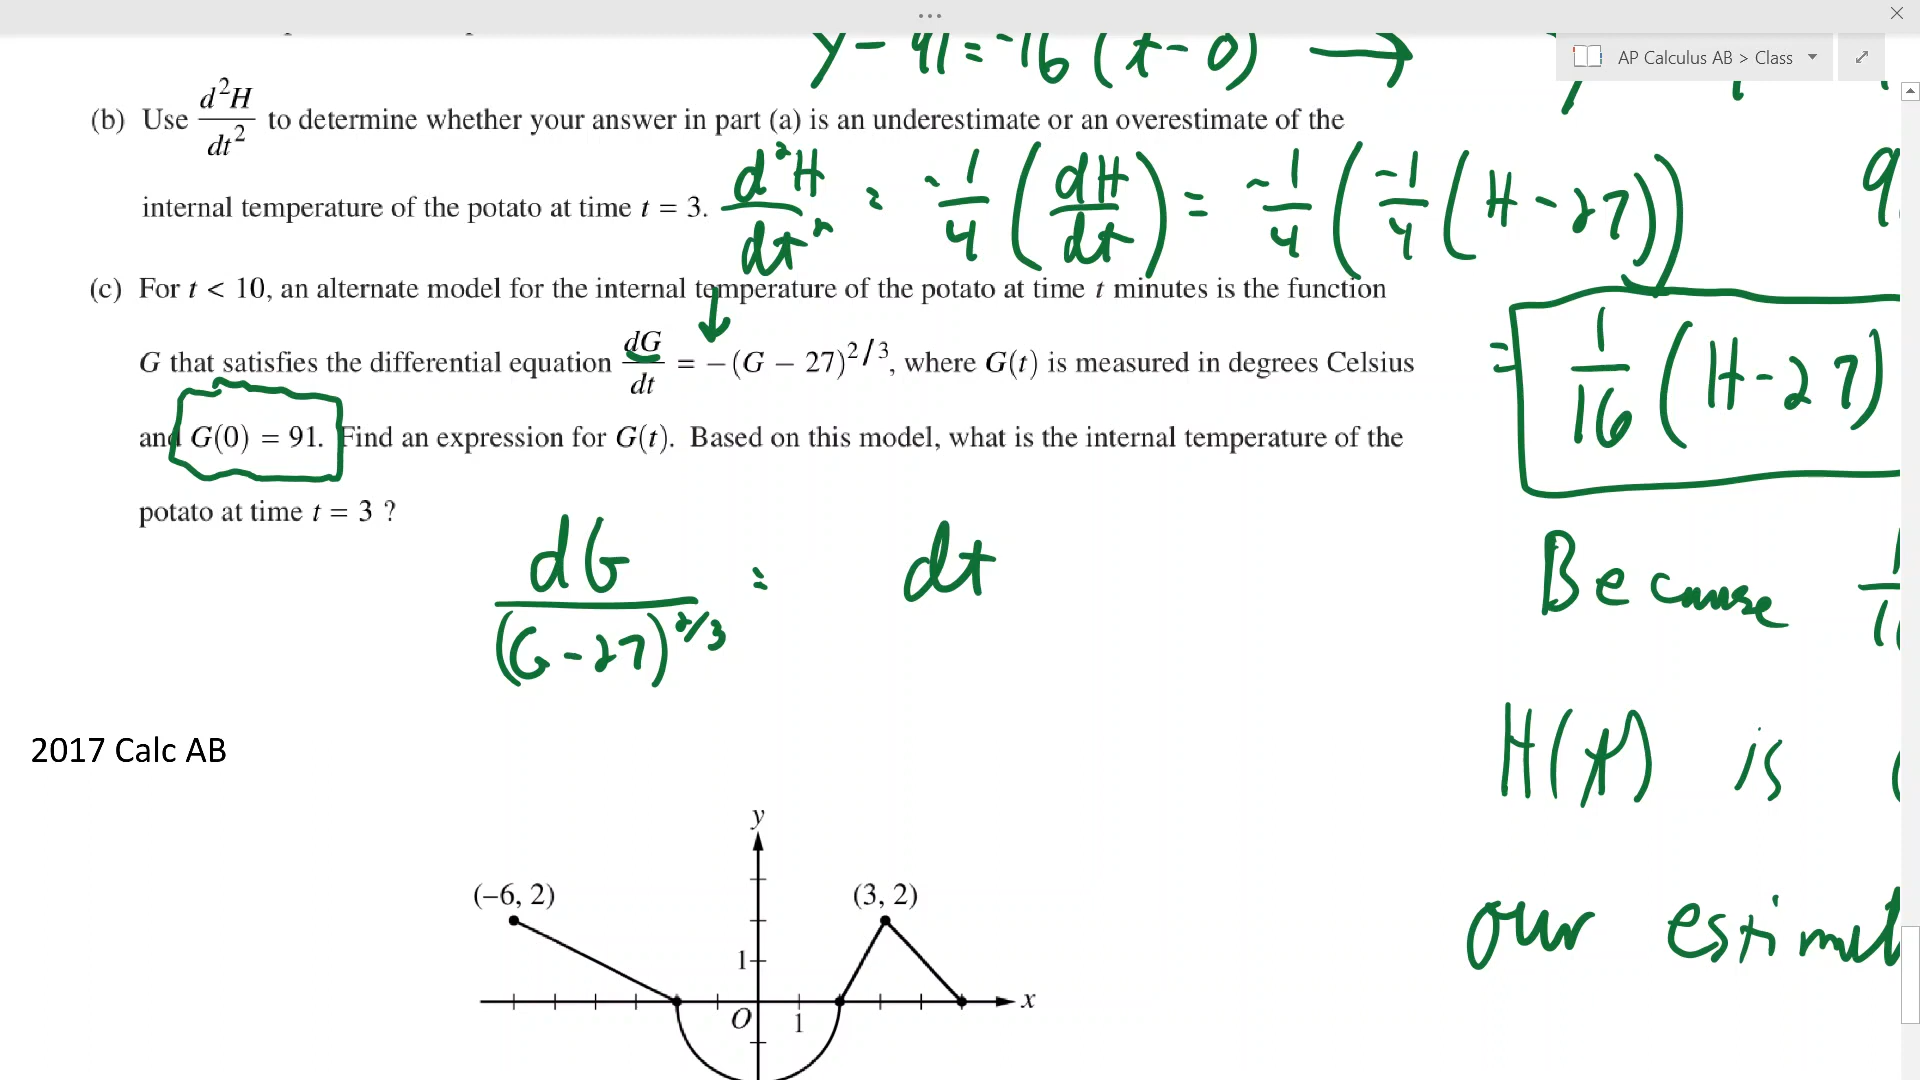 y - 91 = -16 (t - 0) →
AP Calculus AB > Class
(b) Use d²H/dt² to determine whether your answer in part (a) is an underestimate or an overestimate of the
internal temperature of the potato at time t = 3.
d²H/dt² = -1/4 (dH/dt) = -1/4 (-1/4 (H - 27))
= 1/16 (H - 27)
(c) For t < 10, an alternate model for the internal temperature of the potato at time t minutes is the function
G that satisfies the differential equation dG/dt = −(G − 27)^2/3, where G(t) is measured in degrees Celsius
and G(0) = 91. Find an expression for G(t). Based on this model, what is the internal temperature of the
potato at time t = 3 ?
dG/(G - 27)^2/3 = dt
Because
H(t) is
our estimat
2017 Calc AB
y
(−6, 2)
(3, 2)
1
O
1
x